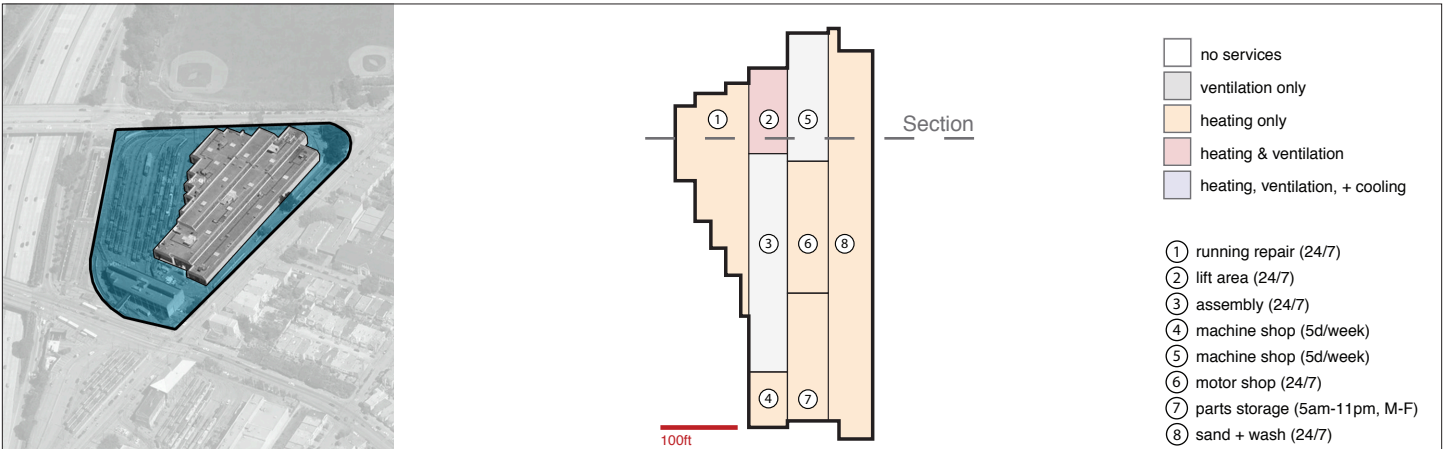 no services
ventilation only
heating only
heating & ventilation
heating, ventilation, + cooling
1
2
5
Section
3
6
8
4
7
100ft
1 running repair (24/7)
2 lift area (24/7)
3 assembly (24/7)
4 machine shop (5d/week)
5 machine shop (5d/week)
6 motor shop (24/7)
7 parts storage (5am-11pm, M-F)
8 sand + wash (24/7)